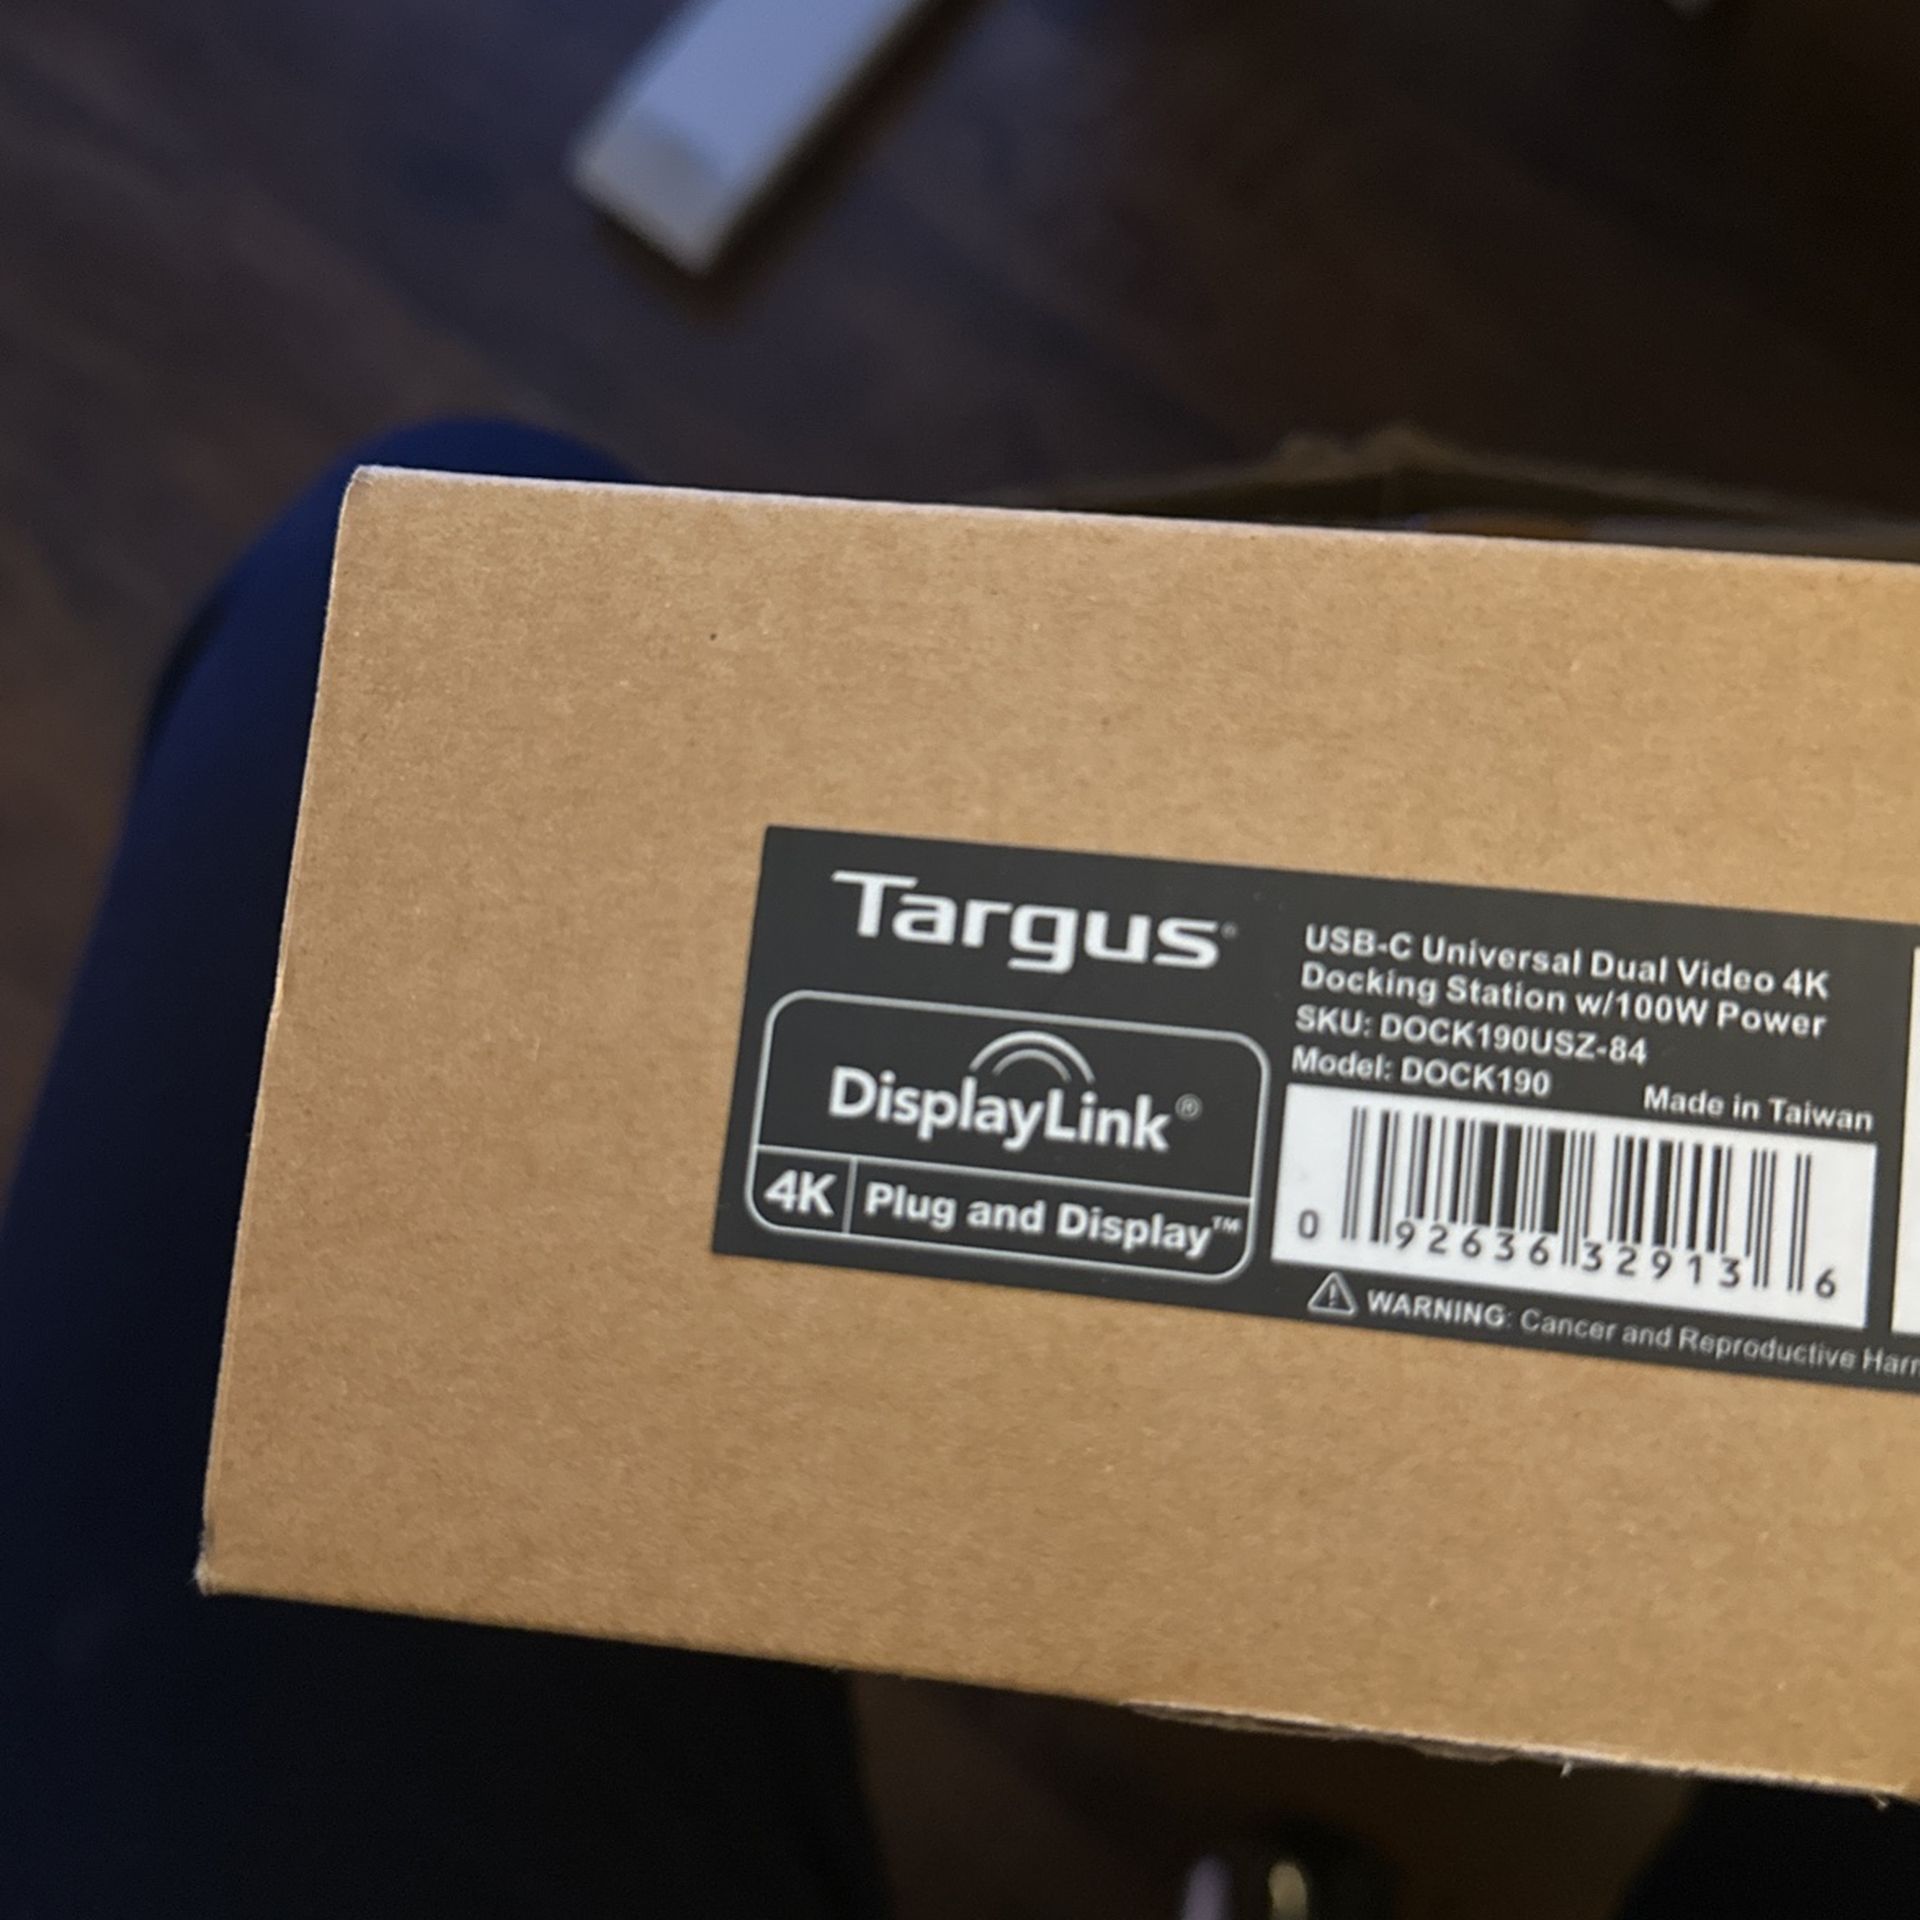 Targus®
DisplayLink®
4K Plug and Display™
USB-C Universal Dual Video 4K
Docking Station w/100W Power
SKU: DOCK190USZ-84
Model: DOCK190
Made in Taiwan
0 92636 32913 6
WARNING: Cancer and Reproductive